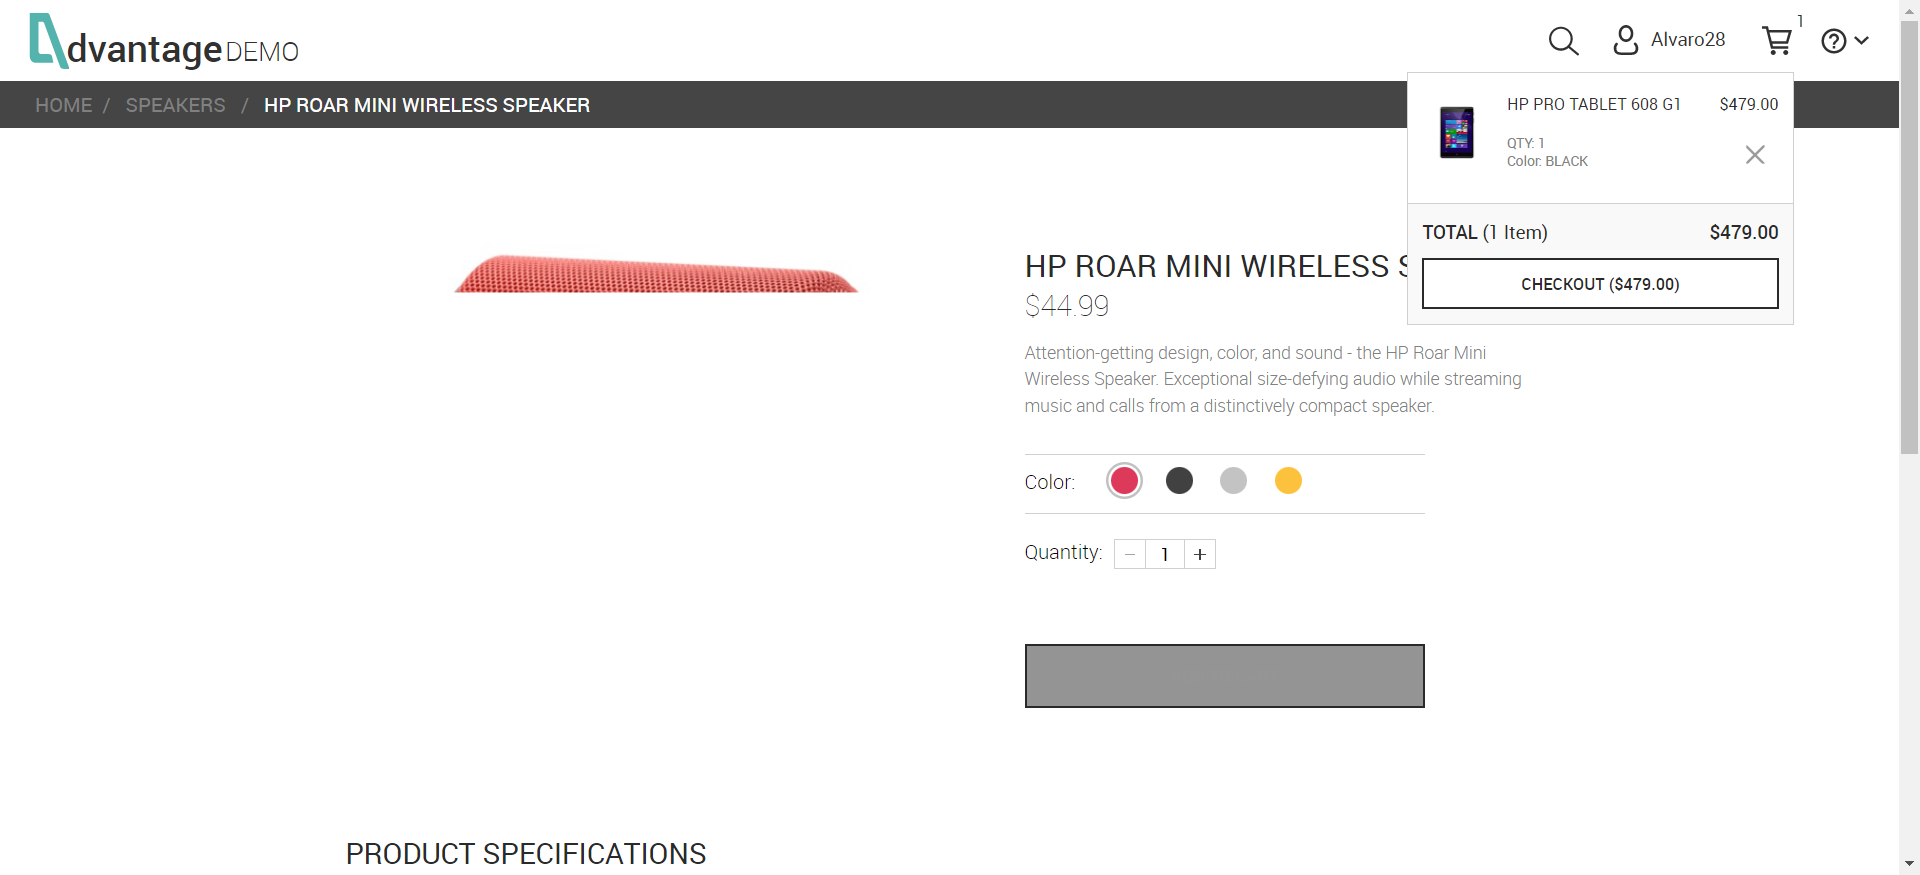 dvantage DEMO
Alvaro28
1
HOME / SPEAKERS / HP ROAR MINI WIRELESS SPEAKER
HP PRO TABLET 608 G1 $479.00
QTY: 1
Color: BLACK
TOTAL (1 Item) $479.00
CHECKOUT ($479.00)
HP ROAR MINI WIRELESS
$44.99
Attention-getting design, color, and sound - the HP Roar Mini
Wireless Speaker. Exceptional size-defying audio while streaming
music and calls from a distinctively compact speaker.
Color:
Quantity: − 1 +
PRODUCT SPECIFICATIONS